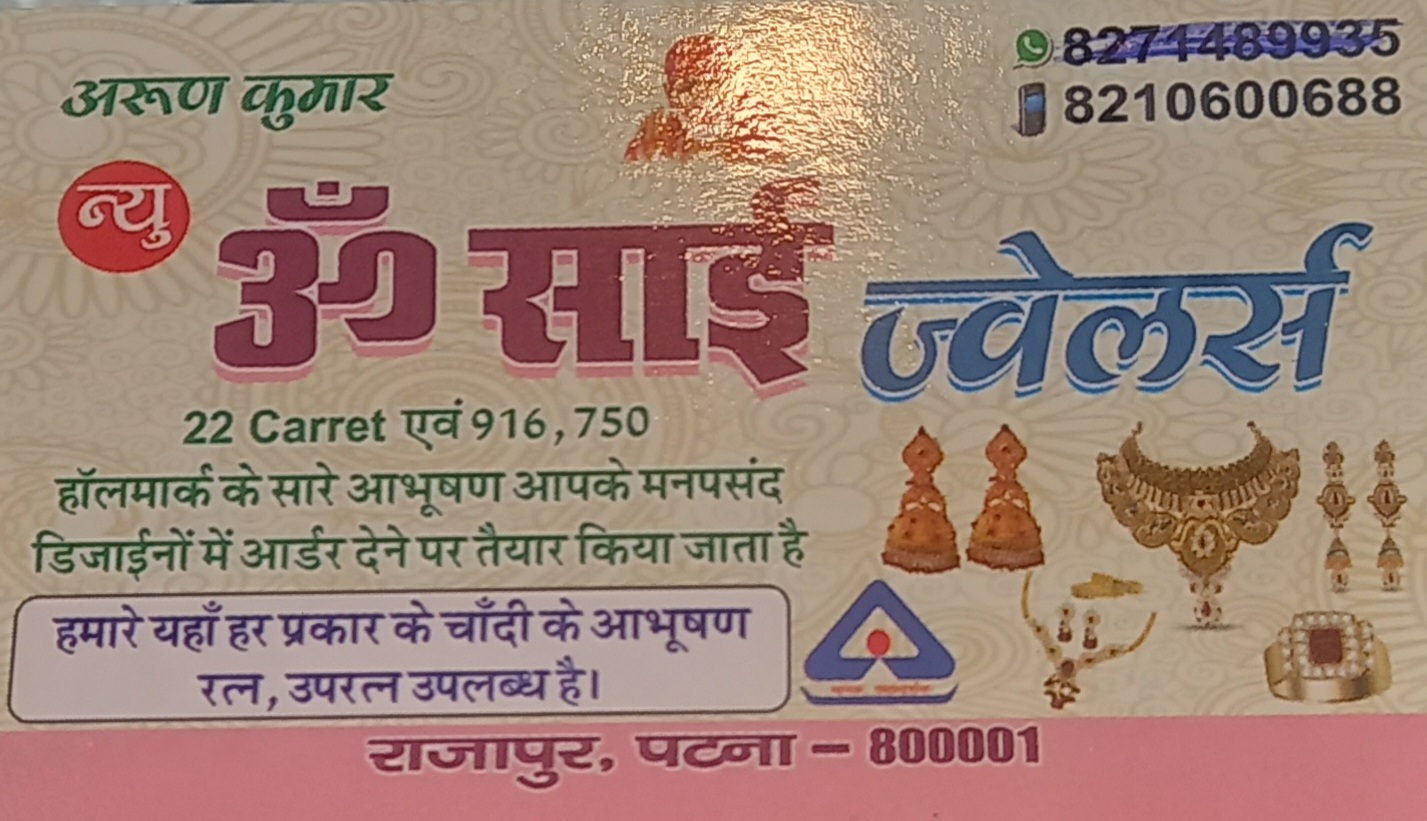 अरूण कुमार
8271489935
8210600688
न्यु
ॐ साई ज्वेलर्स
22 Carret एवं 916,750
हॉलमार्क के सारे आभूषण आपके मनपसंद
डिजाईनों में आर्डर देने पर तैयार किया जाता है
हमारे यहाँ हर प्रकार के चाँदी के आभूषण
रत्न, उपरत्न उपलब्ध है।
राजापुर, पटना – 800001